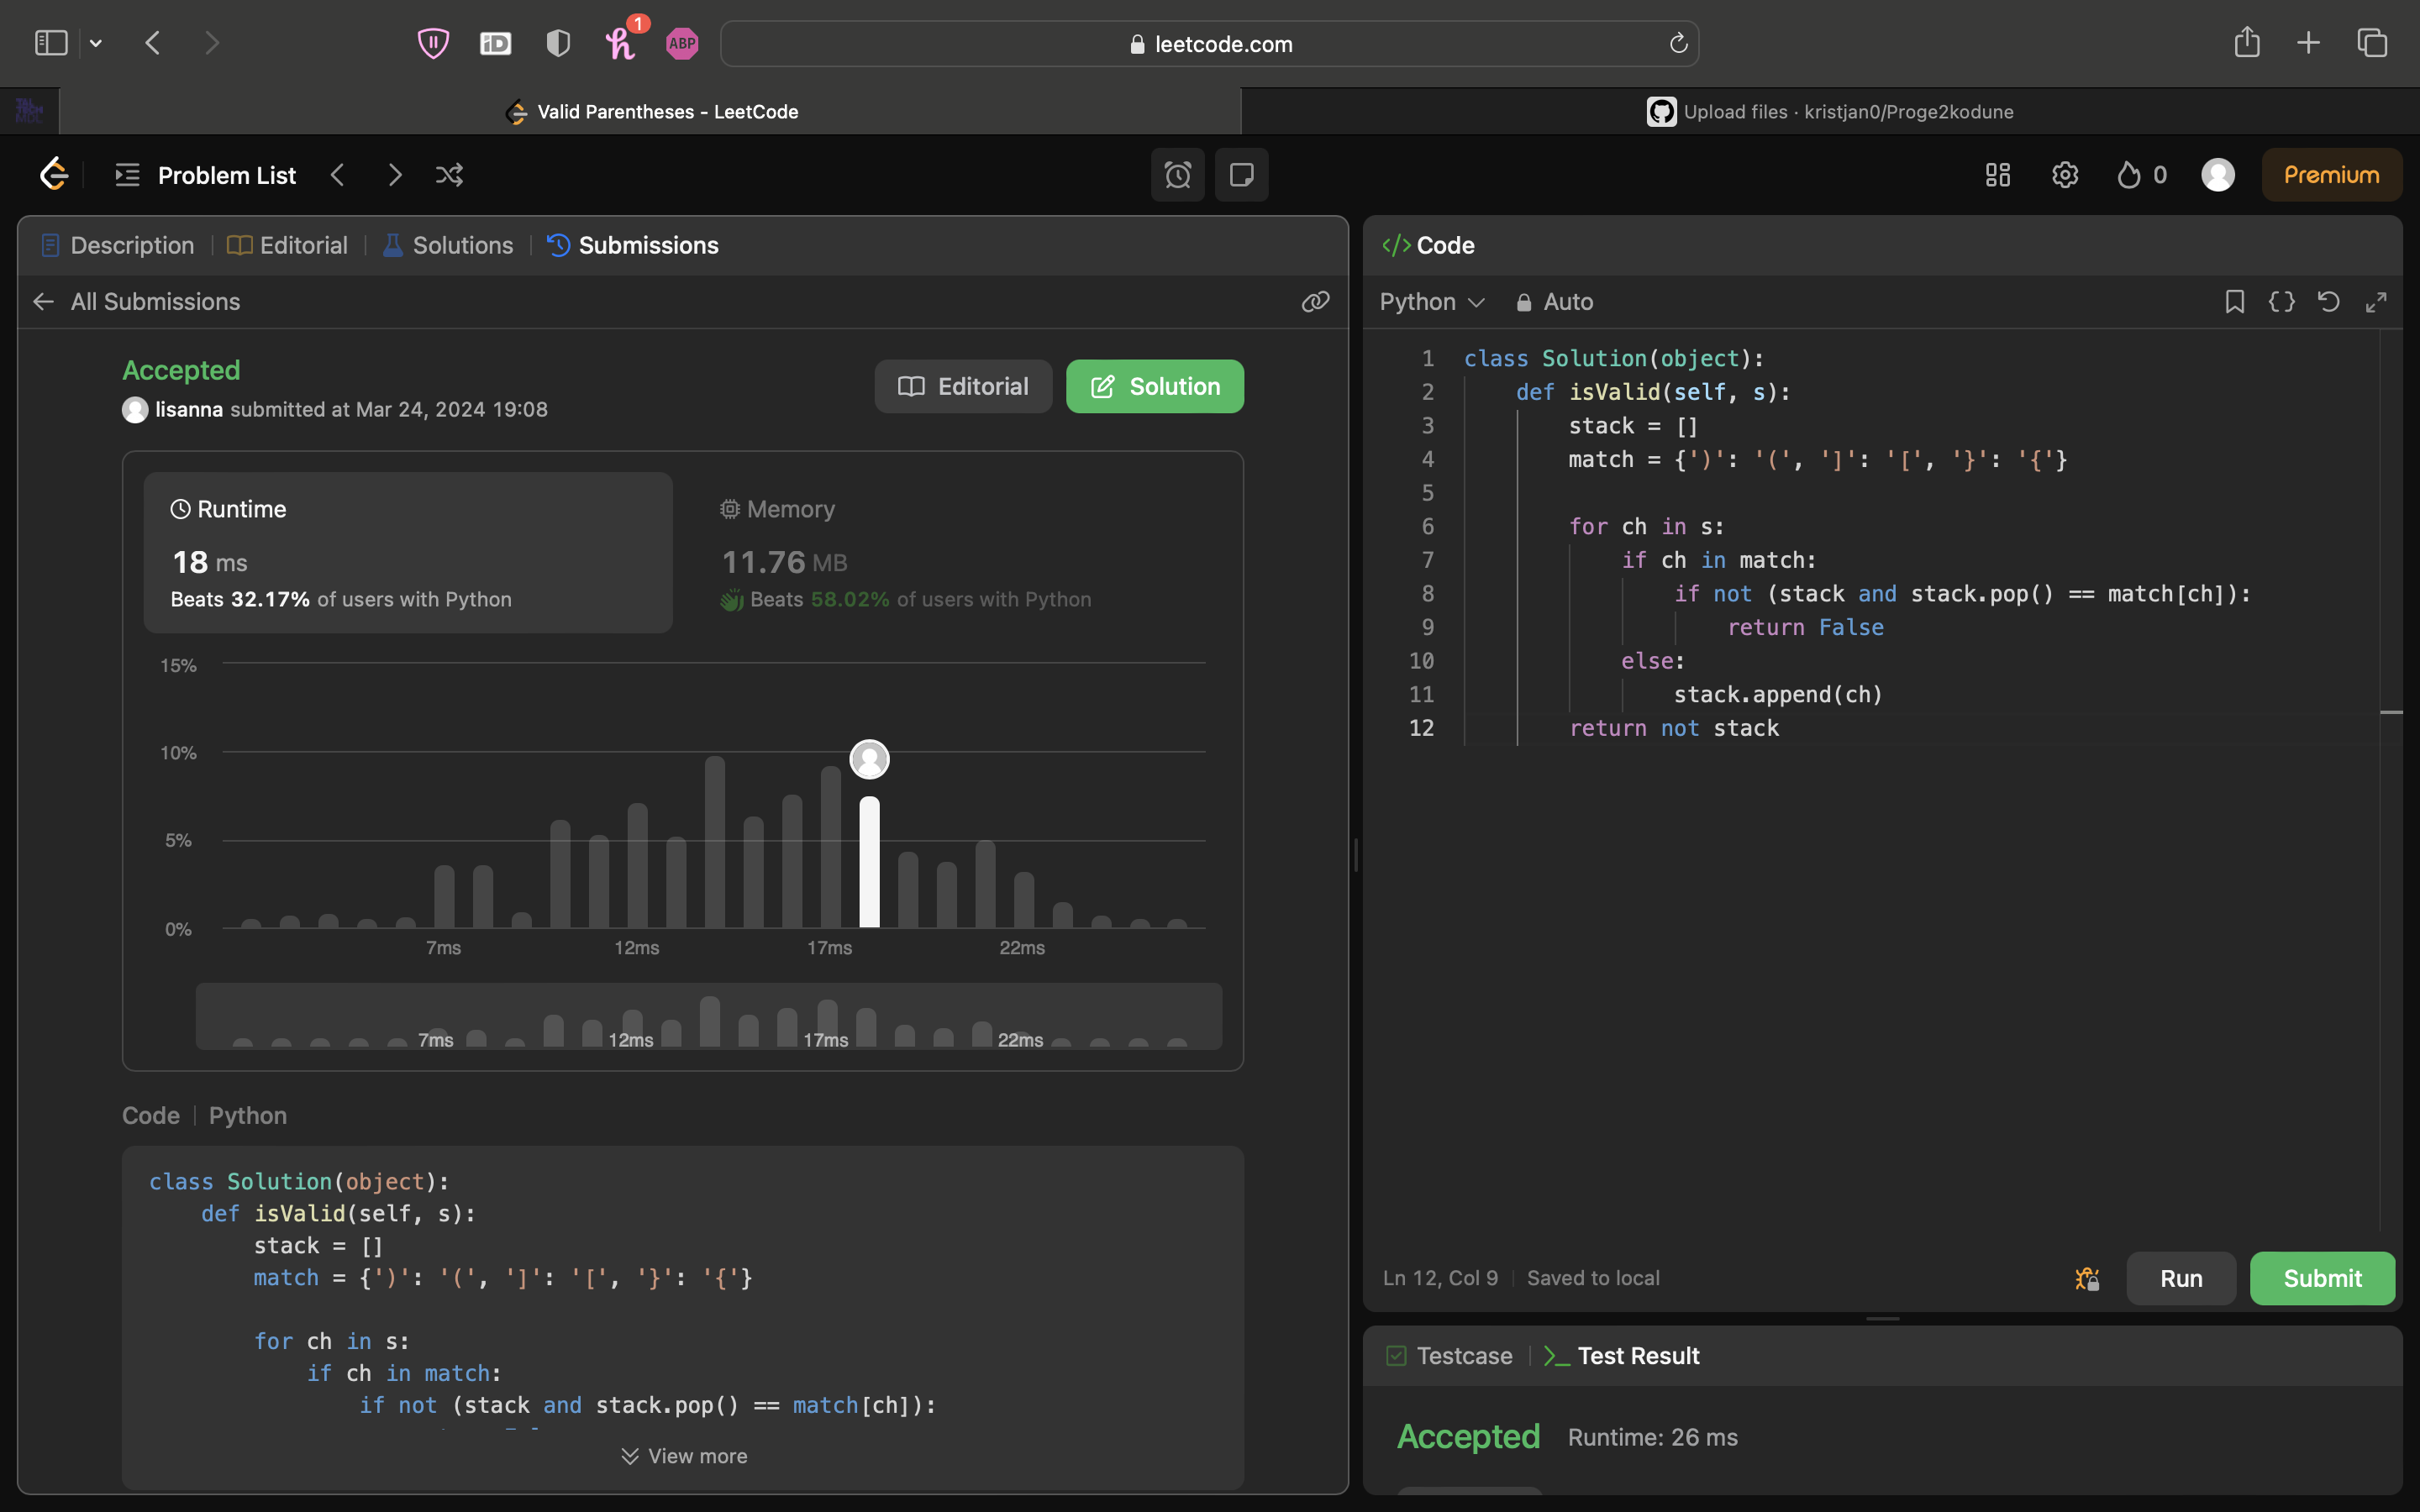 1
iD
ABP
leetcode.com
Valid Parentheses - LeetCode
Upload files · kristjan0/Proge2kodune
Problem List
0
Premium
Description
Editorial
Solutions
Submissions
All Submissions
Accepted
lisanna submitted at Mar 24, 2024 19:08
Editorial
Solution
Runtime
18 ms
Beats 32.17% of users with Python
Memory
11.76 MB
Beats 58.02% of users with Python
15%
10%
5%
0%
7ms 12ms 17ms 22ms
7ms 12ms 17ms 22ms
Code | Python
class Solution(object):
    def isValid(self, s):
        stack = []
        match = {')': '(', ']': '[', '}': '{'}
        for ch in s:
            if ch in match:
                if not (stack and stack.pop() == match[ch]):
View more
</> Code
Python
Auto
1 class Solution(object):
2     def isValid(self, s):
3         stack = []
4         match = {')': '(', ']': '[', '}': '{'}
5
6         for ch in s:
7             if ch in match:
8                 if not (stack and stack.pop() == match[ch]):
9                     return False
10             else:
11                 stack.append(ch)
12         return not stack
Ln 12, Col 9 | Saved to local
Run
Submit
Testcase
Test Result
Accepted Runtime: 26 ms